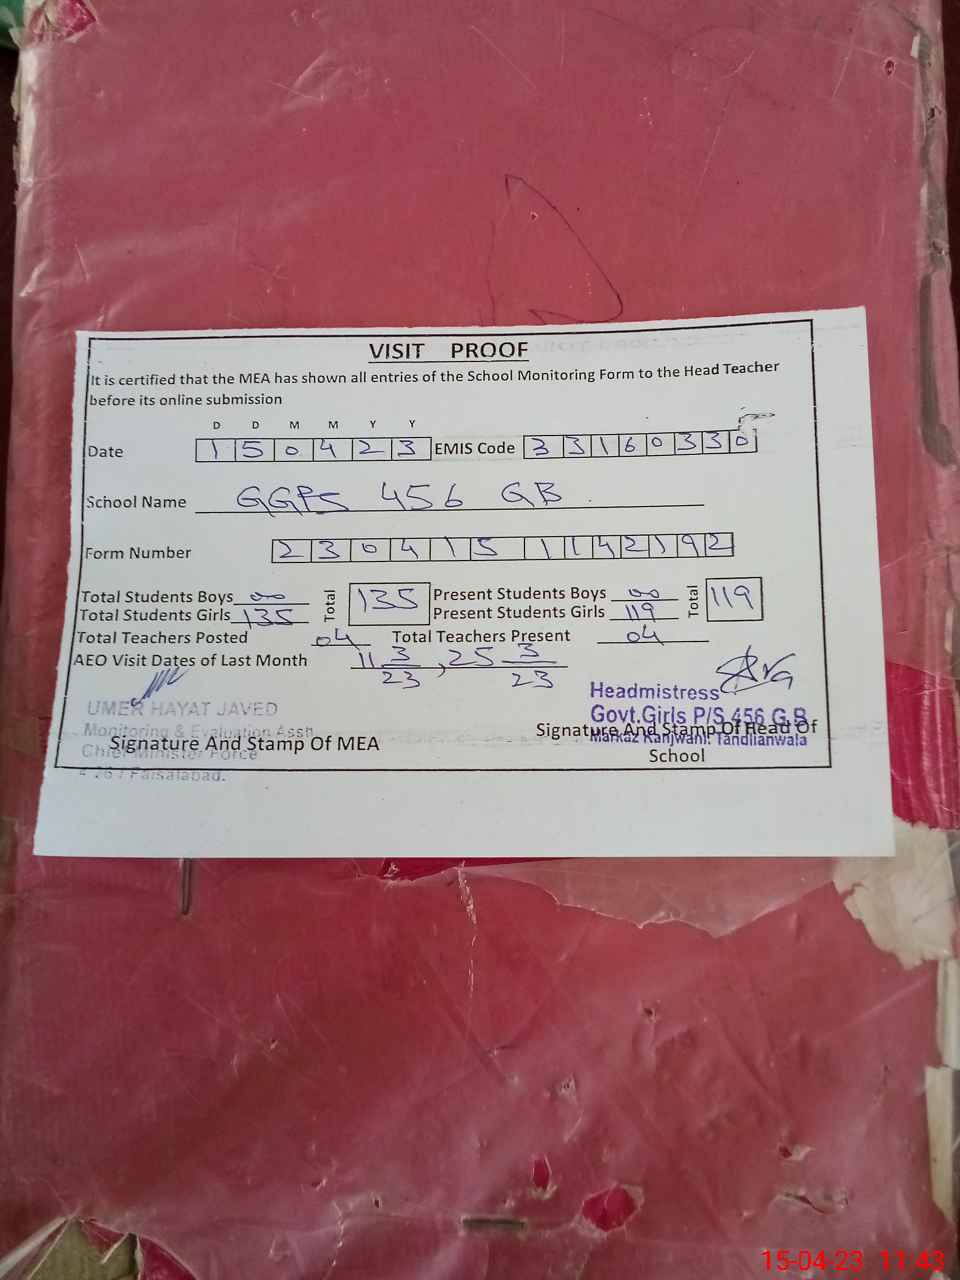 VISIT PROOF
It is certified that the MEA has shown all entries of the School Monitoring Form to the Head Teacher
before its online submission
D D M M Y Y
Date 1 5 0 4 2 3 EMIS Code 3 3 1 6 0 3 3 0
School Name GGPS 456 GB
Form Number 2 3 0 4 1 5 1 1 4 2 1 9 2
Total Students Boys 00 Total 135 Present Students Boys 00 Total 119
Total Students Girls 135 Present Students Girls 119
Total Teachers Posted 04 Total Teachers Present 04
AEO Visit Dates of Last Month 11 3/23, 25 3/23
UMER HAYAT JAVED
Monitoring & Evaluation Asstt
Chief Minister Force
Faisalabad.
Signature And Stamp Of MEA
Headmistress
Govt.Girls P/S 456 G.B
Markaz Kanjwani: Tandlianwala
Signature And Stamp Of Head Of
School
15-04-23 11:43